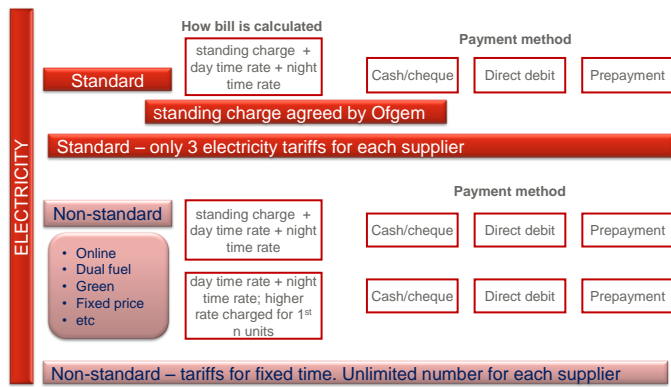 How bill is calculated
Payment method
standing charge +
day time rate + night
time rate
Standard
Cash/cheque
Direct debit
Prepayment
standing charge agreed by Ofgem
Standard – only 3 electricity tariffs for each supplier
ELECTRICITY
Payment method
Non-standard
standing charge +
day time rate + night
time rate
Cash/cheque
Direct debit
Prepayment
• Online
• Dual fuel
• Green
• Fixed price
• etc
day time rate + night
time rate; higher
rate charged for 1st
n units
Cash/cheque
Direct debit
Prepayment
Non-standard – tariffs for fixed time. Unlimited number for each supplier